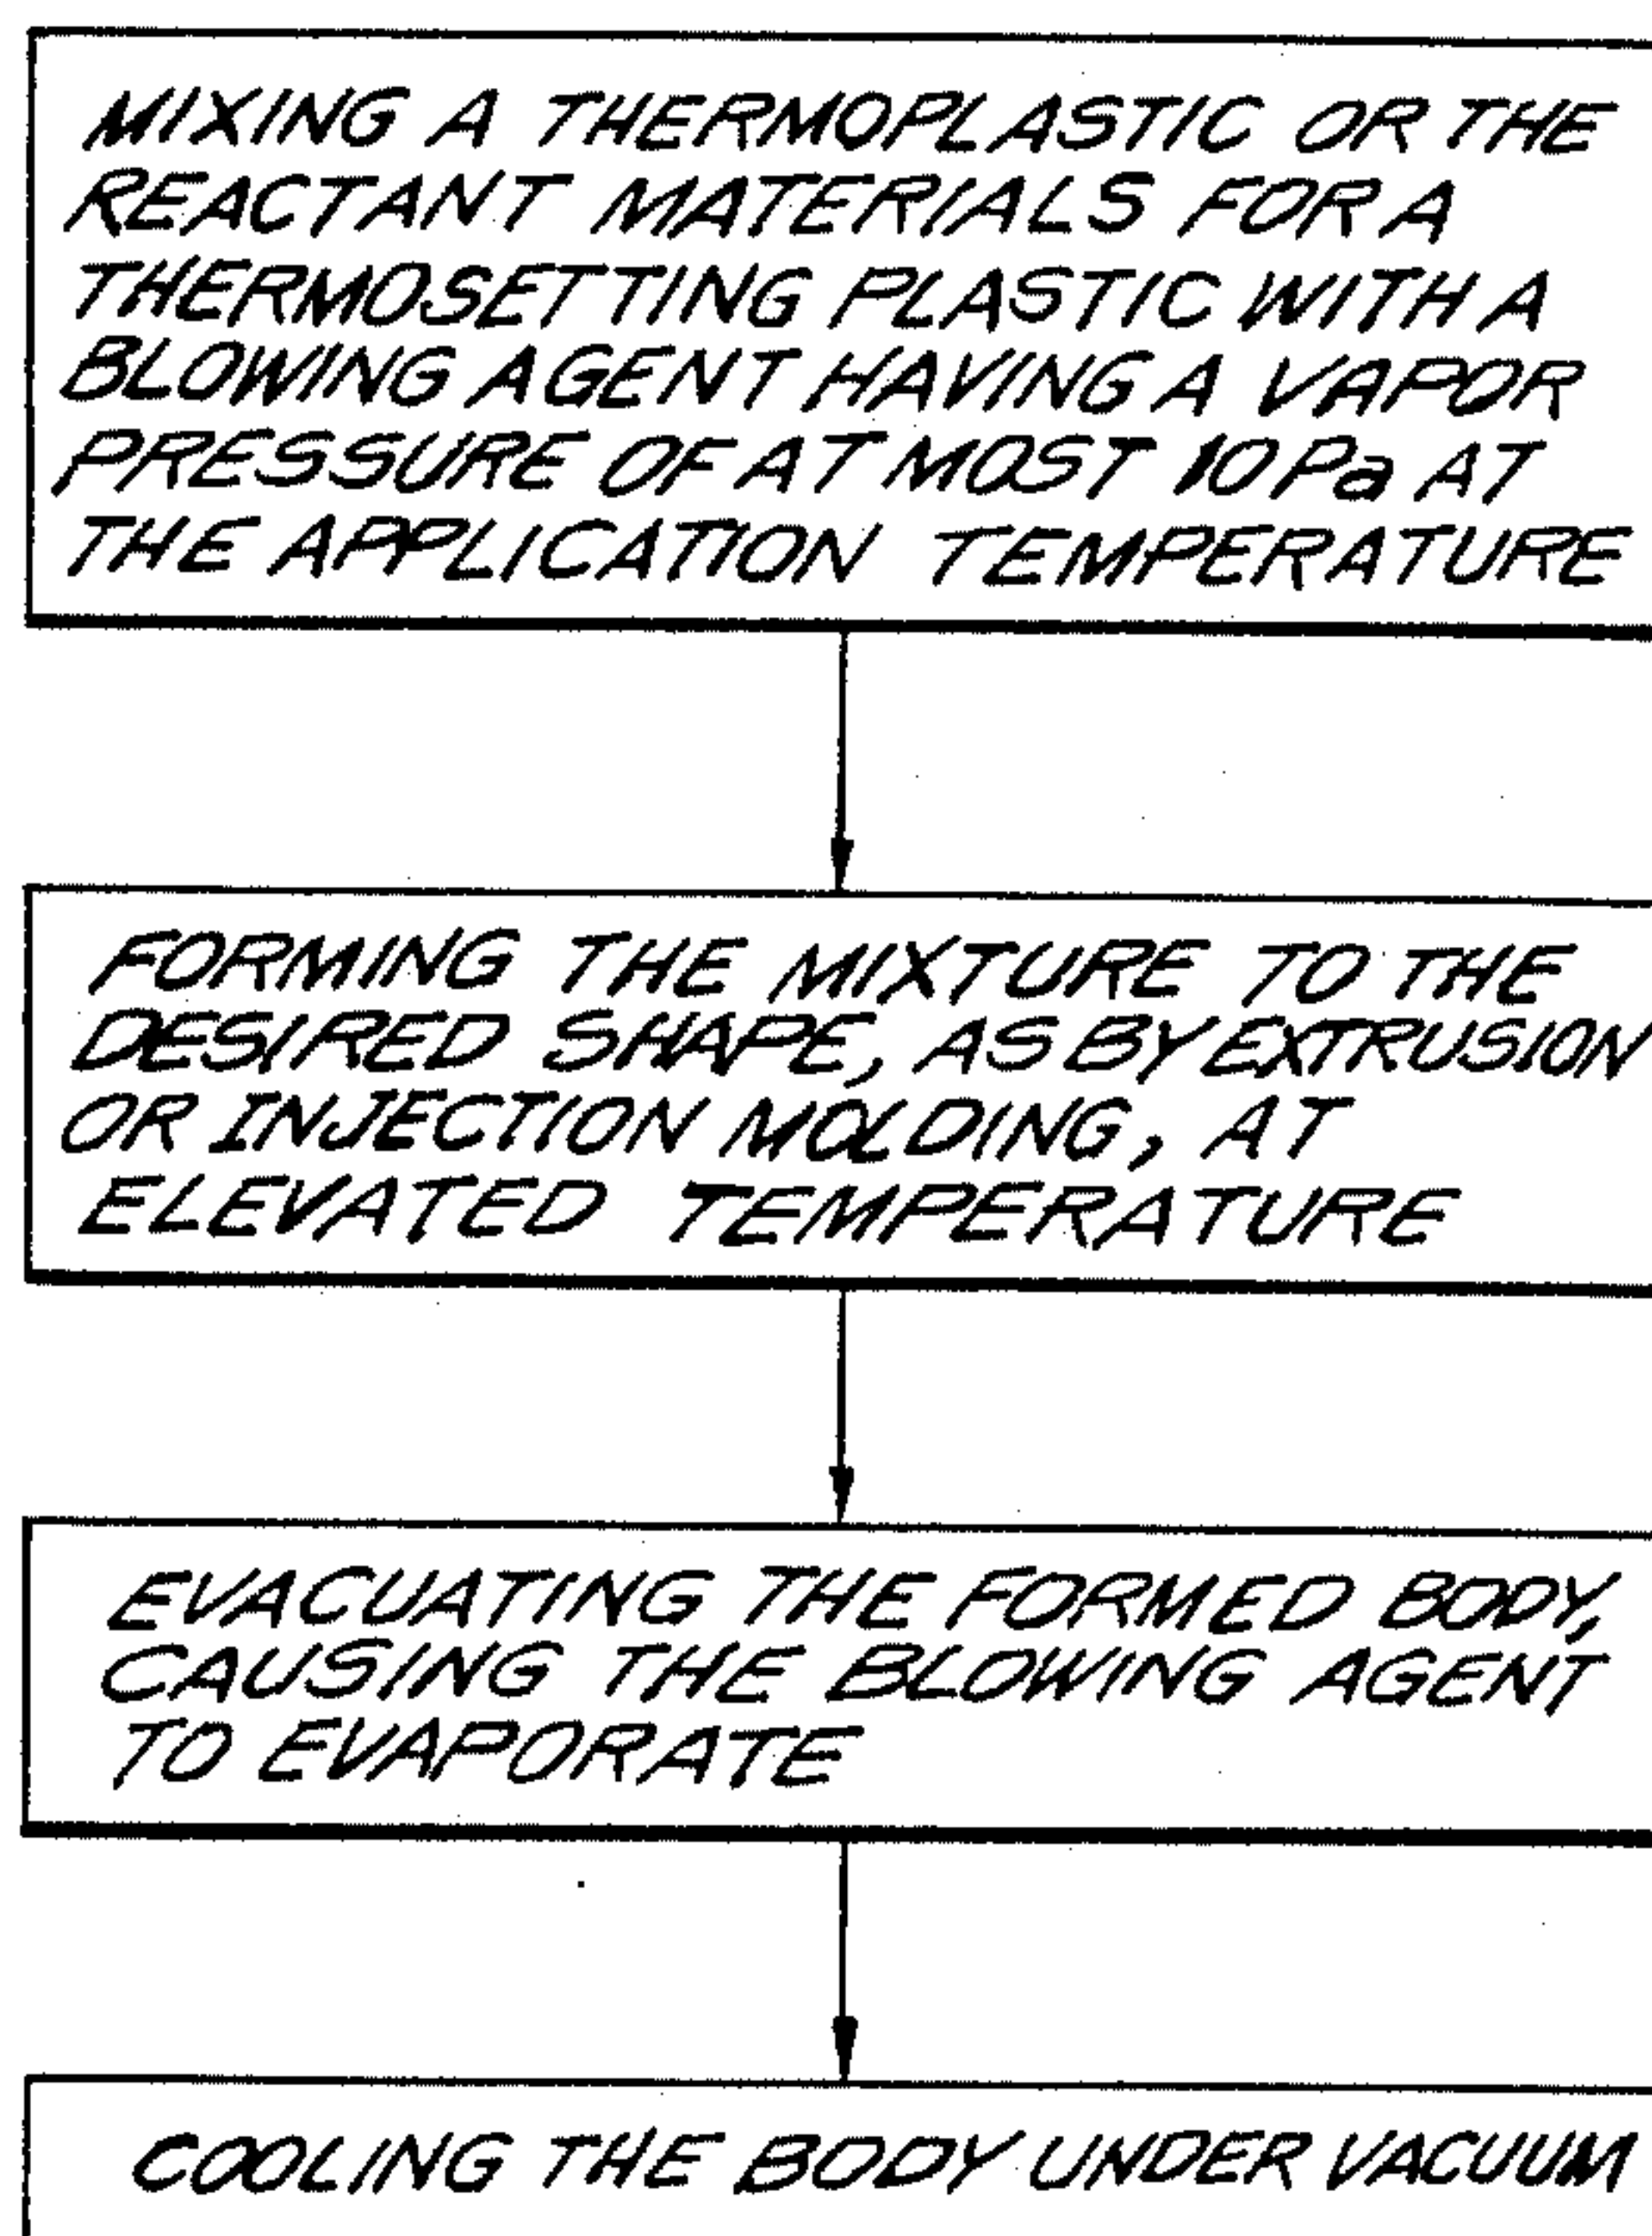 MIXING A THERMOPLASTIC OR THE
REACTANT MATERIALS FOR A
THERMOSETTING PLASTIC WITH A
BLOWING AGENT HAVING A VAPOR
PRESSURE OF AT MOST 10 Pa AT
THE APPLICATION TEMPERATURE
FORMING THE MIXTURE TO THE
DESIRED SHAPE, AS BY EXTRUSION
OR INJECTION MOLDING, AT
ELEVATED TEMPERATURE
EVACUATING THE FORMED BODY,
CAUSING THE BLOWING AGENT
TO EVAPORATE
COOLING THE BODY UNDER VACUUM